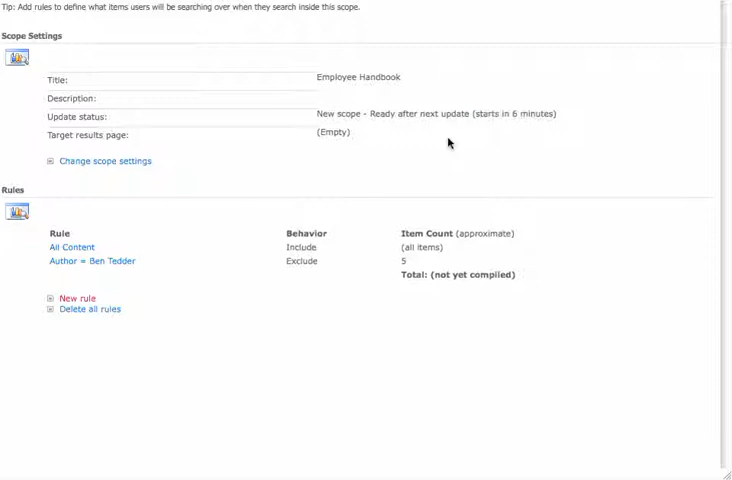 Tip: Add rules to define what items users will be searching over when they search inside this scope.
Scope Settings
Title: Employee Handbook
Description:
Update status: New scope - Ready after next update (starts in 6 minutes)
Target results page: (Empty)
Change scope settings
Rules
Rule Behavior Item Count (approximate)
All Content Include (all items)
Author = Ben Tedder Exclude 5
Total: (not yet compiled)
New rule
Delete all rules